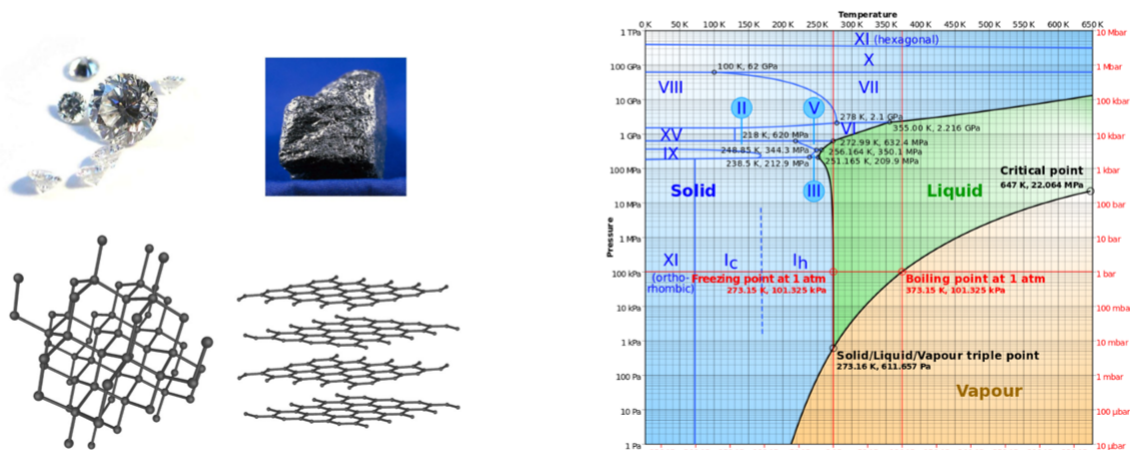 Temperature
0 K 50 K 100 K 150 K 200 K 250 K 300 K 350 K 400 K 450 K 500 K 550 K 600 K 650 K
1 TPa
XI (hexagonal)
10 Mbar
X
100 GPa
100 K, 62 GPa
1 Mbar
VIII
VII
II
V
10 GPa
100 kbar
278 K, 2.1 GPa
VI
355.00 K, 2.216 GPa
XV
1 GPa
218 K, 620 MPa
272.99 K, 632.4 MPa
10 kbar
IX
248.85 K, 344.3 MPa
256.164 K, 350.1 MPa
238.5 K, 212.9 MPa
251.165 K, 209.9 MPa
100 MPa
1 kbar
Critical point
647 K, 22.064 MPa
Solid
III
Liquid
10 MPa
100 bar
Pressure
1 MPa
10 bar
XI
(ortho-
rhombic)
Ic
Ih
100 kPa
1 bar
Freezing point at 1 atm
273.15 K, 101.325 kPa
Boiling point at 1 atm
373.15 K, 101.325 kPa
10 kPa
100 mbar
1 kPa
10 mbar
Solid/Liquid/Vapour triple point
273.16 K, 611.657 Pa
100 Pa
1 mbar
Vapour
10 Pa
100 µbar
1 Pa
10 µbar